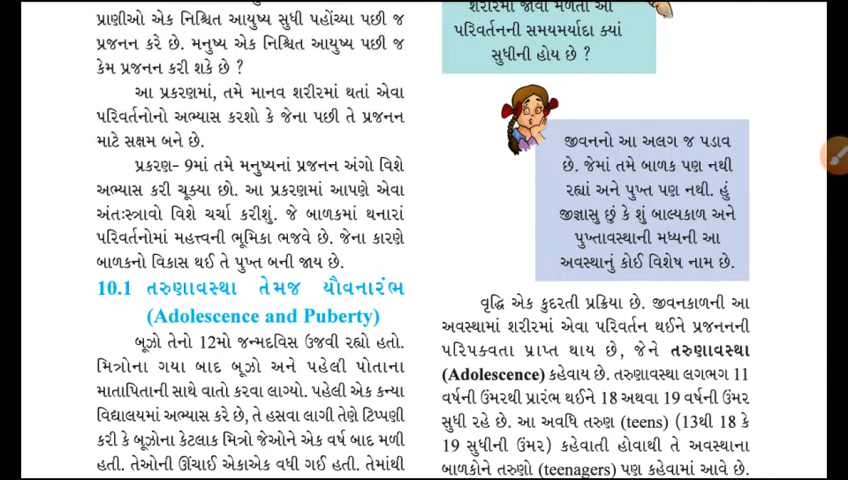 પ્રાણીઓ એક નિશ્ચિત આયુષ્ય સુધી પહોંચ્યા પછી જ
પ્રજનન કરે છે. મનુષ્ય એક નિશ્ચિત આયુષ્ય પછી જ
કેમ પ્રજનન કરી શકે છે ?
આ પ્રકરણમાં, તમે માનવ શરીરમાં થતાં એવા
પરિવર્તનોનો અભ્યાસ કરશો કે જેના પછી તે પ્રજનન
માટે સક્ષમ બને છે.
પ્રકરણ- 9માં તમે મનુષ્યનાં પ્રજનન અંગો વિશે
અભ્યાસ કરી ચૂક્યા છો. આ પ્રકરણમાં આપણે એવા
અંતઃસ્ત્રાવો વિશે ચર્ચા કરીશું. જે બાળકમાં થનારાં
પરિવર્તનોમાં મહત્ત્વની ભૂમિકા ભજવે છે. જેના કારણે
બાળકનો વિકાસ થઈ તે પુખ્ત બની જાય છે.
10.1 તરુણાવસ્થા તેમજ યૌવનારંભ
(Adolescence and Puberty)
બૂઝો તેનો 12મો જન્મદિવસ ઉજવી રહ્યો હતો.
મિત્રોના ગયા બાદ બૂઝો અને પહેલી પોતાના
માતાપિતાની સાથે વાતો કરવા લાગ્યો. પહેલી એક કન્યા
વિદ્યાલયમાં અભ્યાસ કરે છે, તે હસવા લાગી તેણે ટિપ્પણી
કરી કે બૂઝોના કેટલાક મિત્રો જેઓને એક વર્ષ બાદ મળી
હતી. તેઓની ઊંચાઈ એકાએક વધી ગઈ હતી. તેમાંથી
શરીરમાં જોવા મળતા આ
પરિવર્તનની સમયમર્યાદા ક્યાં
સુધીની હોય છે ?
જીવનનો આ અલગ જ પડાવ
છે. જેમાં તમે બાળક પણ નથી
રહ્યાં અને પુખ્ત પણ નથી. હું
જીજ્ઞાસુ છું કે શું બાલ્યકાળ અને
પુખ્તાવસ્થાની મધ્યની આ
અવસ્થાનું કોઈ વિશેષ નામ છે.
વૃદ્ધિ એક કુદરતી પ્રક્રિયા છે. જીવનકાળની આ
અવસ્થામાં શરીરમાં એવા પરિવર્તન થઈને પ્રજનનની
પરિપક્વતા પ્રાપ્ત થાય છે, જેને તરુણાવસ્થા
(Adolescence) કહેવાય છે. તરુણાવસ્થા લગભગ 11
વર્ષની ઉંમરથી પ્રારંભ થઈને 18 અથવા 19 વર્ષની ઉંમર
સુધી રહે છે. આ અવધિ તરુણ (teens) (13થી 18 કે
19 સુધીની ઉંમર) કહેવાતી હોવાથી તે અવસ્થાના
બાળકોને તરુણો (teenagers) પણ કહેવામાં આવે છે.